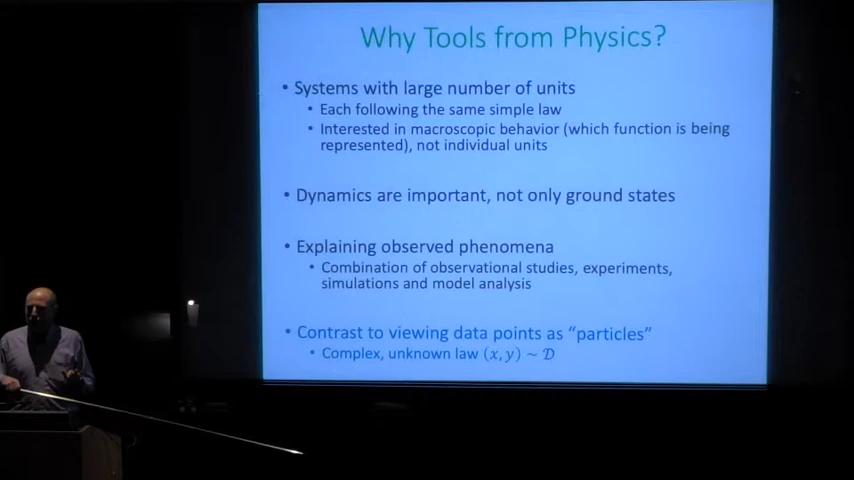 Why Tools from Physics?
• Systems with large number of units
• Each following the same simple law
• Interested in macroscopic behavior (which function is being
represented), not individual units
• Dynamics are important, not only ground states
• Explaining observed phenomena
• Combination of observational studies, experiments,
simulations and model analysis
• Contrast to viewing data points as “particles”
• Complex, unknown law (x, y) ~ 𝒟